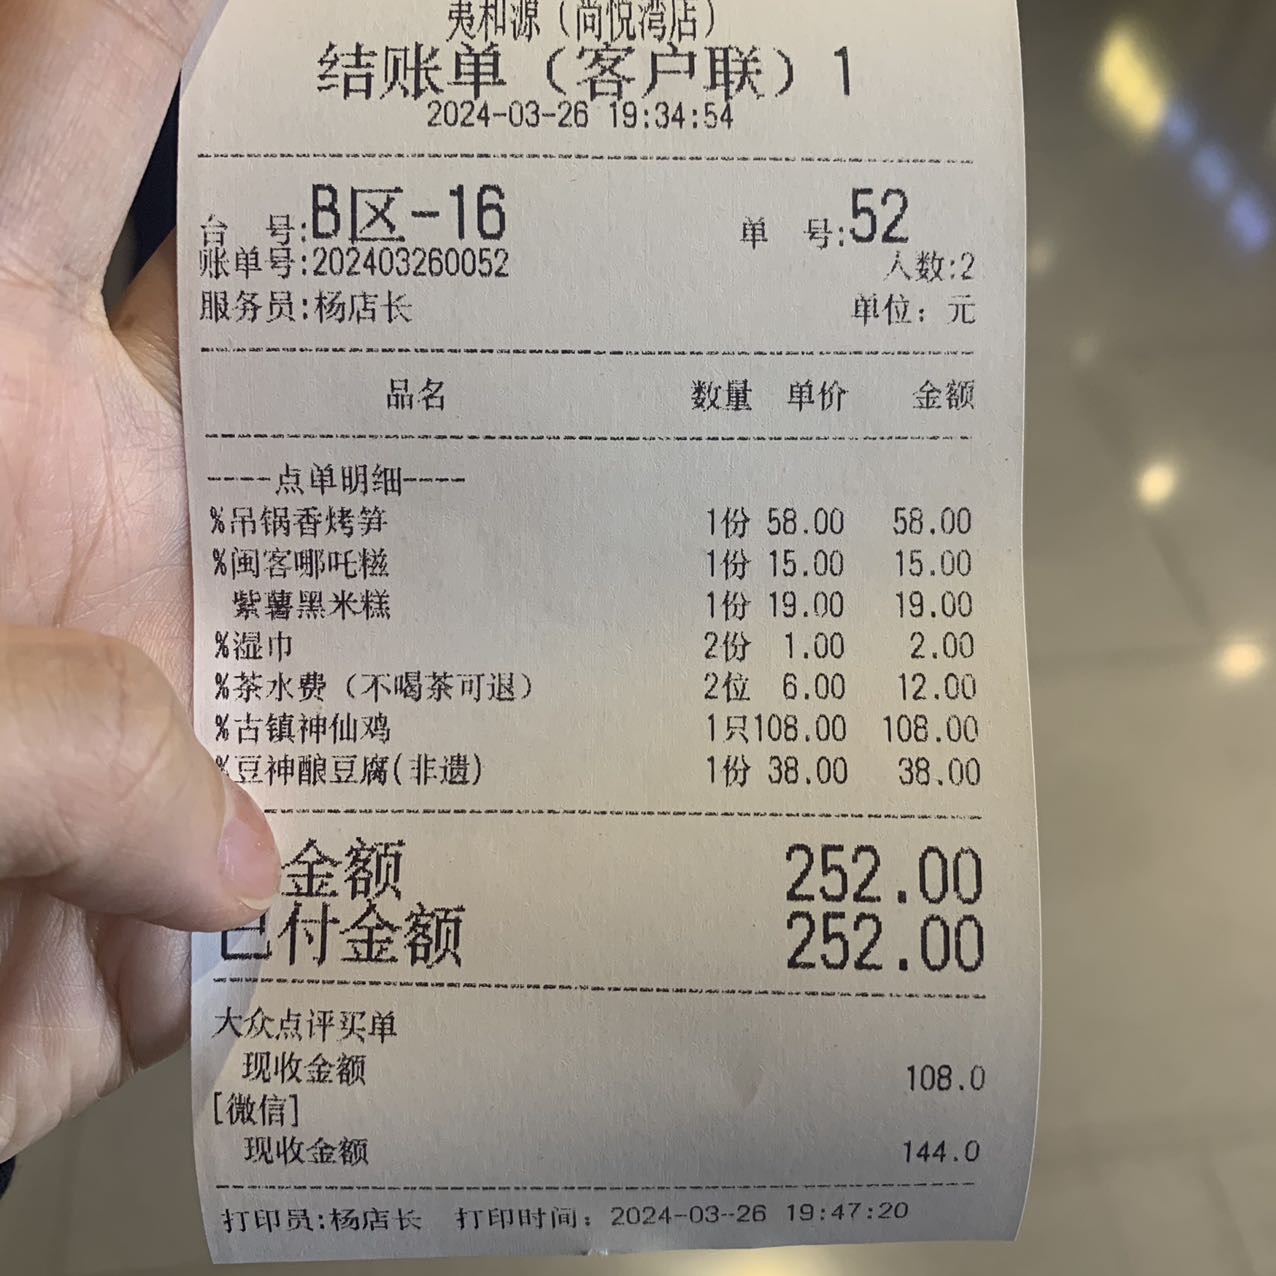 夷和源（尚悦湾店）
结账单（客户联）1
2024-03-26 19:34:54
台 号:B区-16 单 号:52
账单号:202403260052 人数:2
服务员:杨店长 单位：元
品名 数量 单价 金额
----点单明细----
%吊锅香烤笋 1份 58.00 58.00
%闽客哪吒糍 1份 15.00 15.00
紫薯黑米糕 1份 19.00 19.00
%湿巾 2份 1.00 2.00
%茶水费（不喝茶可退） 2位 6.00 12.00
%古镇神仙鸡 1只 108.00 108.00
%豆神酿豆腐(非遗) 1份 38.00 38.00
金额 252.00
已付金额 252.00
大众点评买单
现收金额 108.0
[微信]
现收金额 144.0
打印员:杨店长 打印时间：2024-03-26 19:47:20